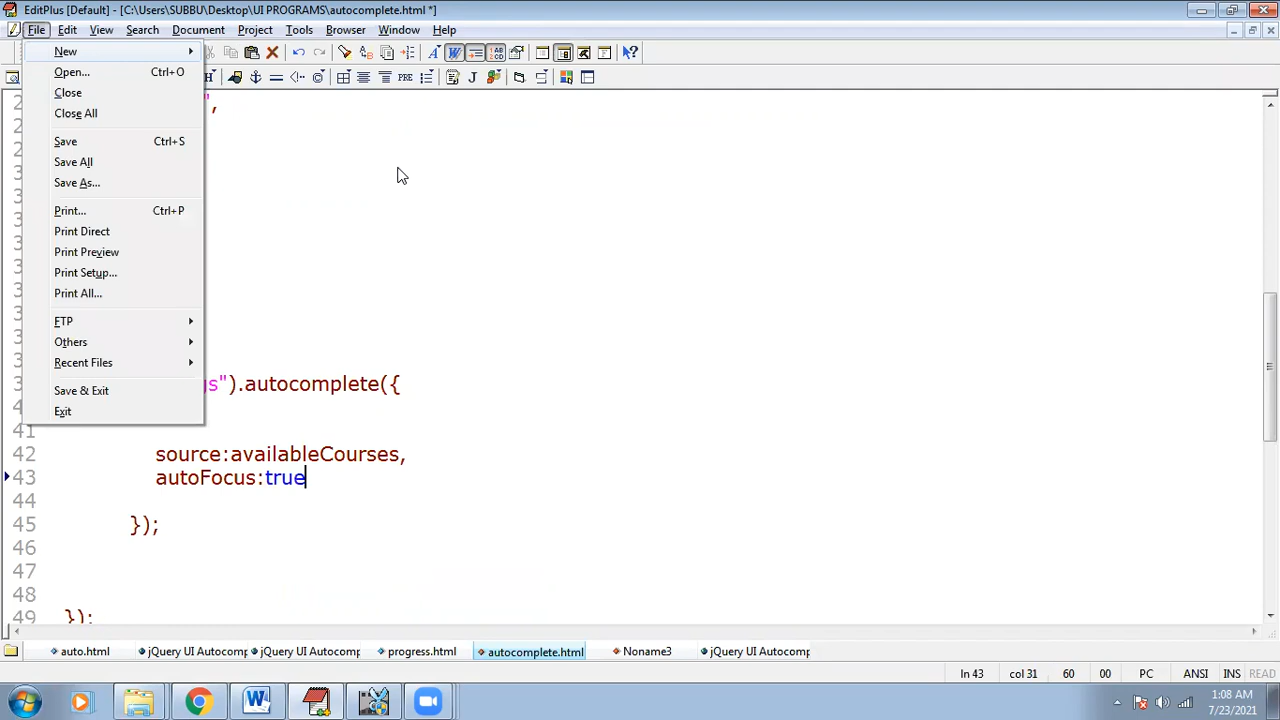 EditPlus [Default] - [C:\Users\SUBBU\Desktop\UI PROGRAMS\autocomplete.html *]
File Edit View Search Document Project Tools Browser Window Help
New
Open... Ctrl+O
Close
Close All
Save Ctrl+S
Save All
Save As...
Print... Ctrl+P
Print Direct
Print Preview
Print Setup...
Print All...
FTP
Others
Recent Files
Save & Exit
Exit
",
gs").autocomplete({
41
42 source:availableCourses,
43 autoFocus:true
44
45 });
46
47
48
49 });
auto.html jQuery UI Autocomp jQuery UI Autocomp progress.html autocomplete.html Noname3 jQuery UI Autocomp
ln 43 col 31 60 00 PC ANSI INS READ
1:08 AM
7/23/2021